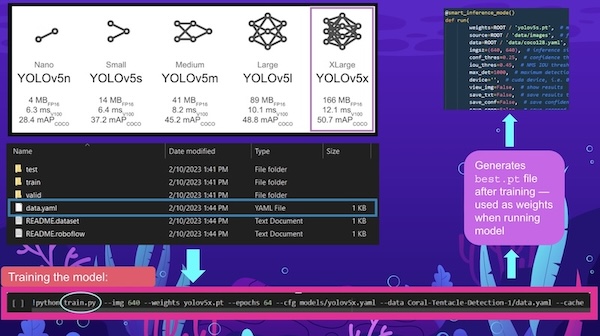 Nano
YOLOv5n
4 MB FP16
6.3 ms V100
28.4 mAP COCO
Small
YOLOv5s
14 MB FP16
6.4 ms V100
37.2 mAP COCO
Medium
YOLOv5m
41 MB FP16
8.2 ms V100
45.2 mAP COCO
Large
YOLOv5l
89 MB FP16
10.1 ms V100
48.8 mAP COCO
XLarge
YOLOv5x
166 MB FP16
12.1 ms V100
50.7 mAP COCO
@smart_inference_mode()
def run(
weights=ROOT / 'yolov5s.pt', #
source=ROOT / 'data/images', #
data=ROOT / 'data/coco128.yaml',
imgsz=(640, 640), # inference
conf_thres=0.25, # confidence
iou_thres=0.45, # NMS IOU
max_det=1000, # maximum
device='', # cuda device, i.e.
view_img=False, # show results
save_txt=False, # save
save_conf=False, # save
Name Date modified Type Size
test 2/10/2023 1:41 PM File folder
train 2/10/2023 1:41 PM File folder
valid 2/10/2023 1:41 PM File folder
data.yaml 2/10/2023 1:44 PM YAML File 1 KB
README.dataset 2/10/2023 1:44 PM Text Document 1 KB
README.roboflow 2/10/2023 1:44 PM Text Document 1 KB
Generates
best.pt file
after training —
used as weights
when running
model
Training the model:
[ ] !python train.py --img 640 --weights yolov5x.pt --epochs 64 --cfg models/yolov5x.yaml --data Coral-Tentacle-Detection-1/data.yaml --cache